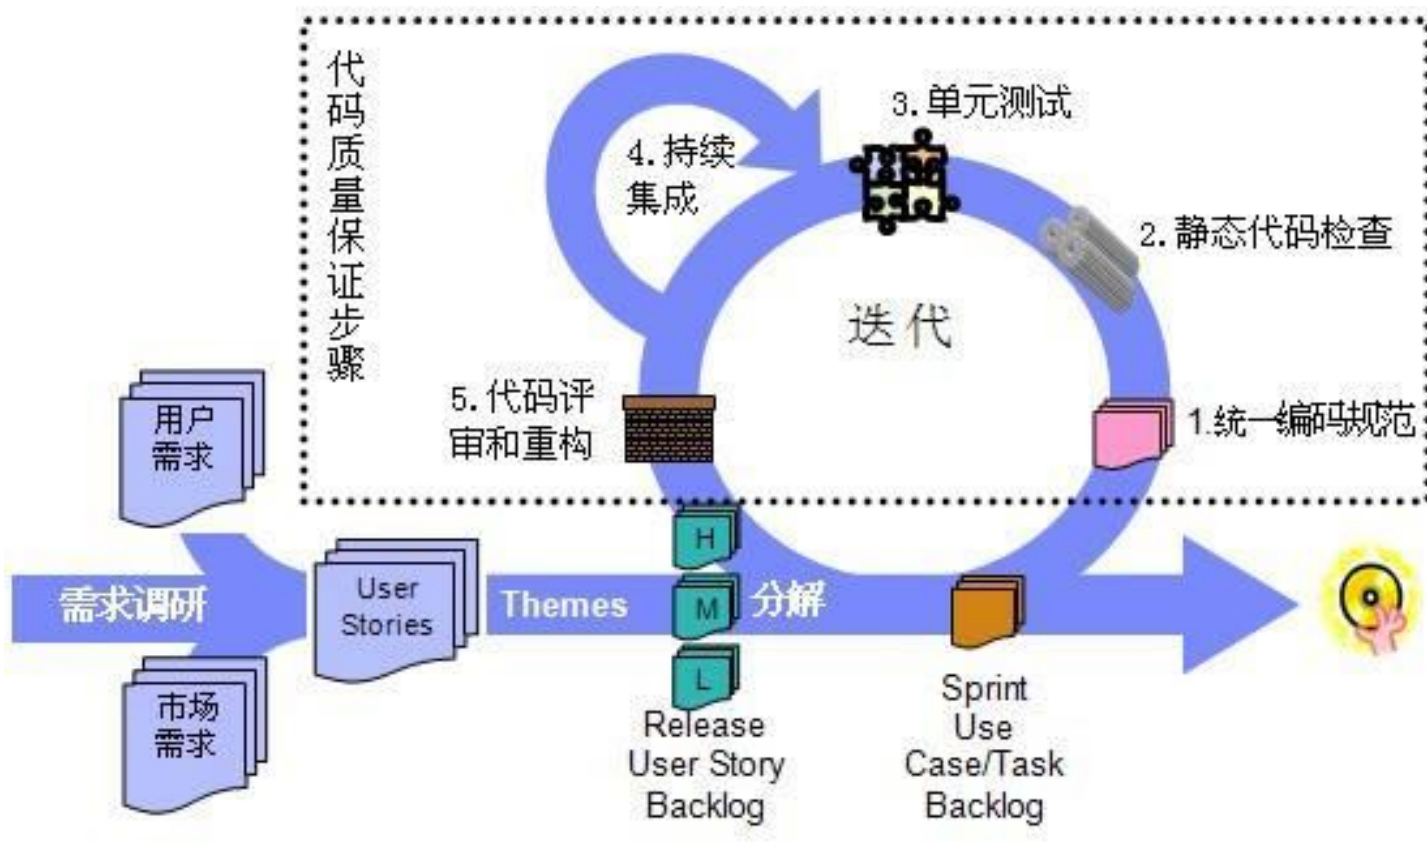 代码质量保证步骤
3.单元测试
4.持续
集成
2.静态代码检查
迭代
5.代码评
审和重构
1.统一编码规范
用户
需求
需求调研
市场
需求
User
Stories
Themes
H
M
L
分解
Release
User Story
Backlog
Sprint
Use
Case/Task
Backlog